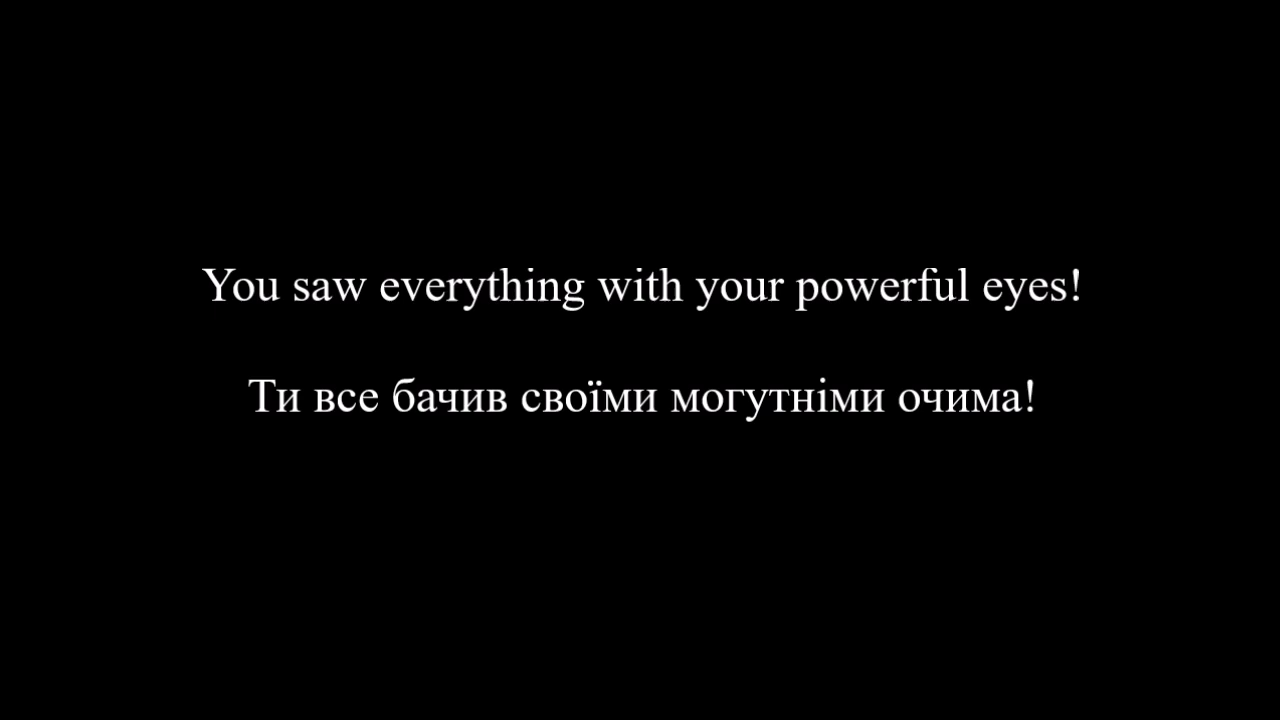 You saw everything with your powerful eyes!
Ти все бачив своїми могутніми очима!